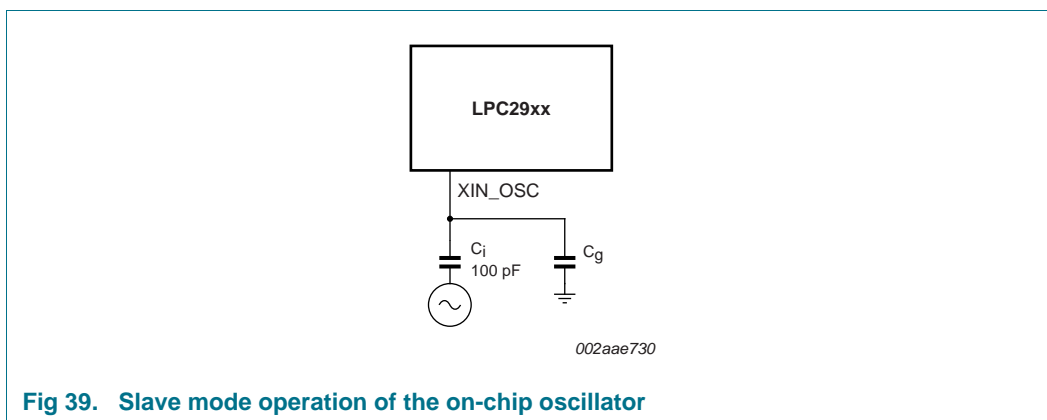 LPC29xx
XIN_OSC
Ci
100 pF
Cg
002aae730
Fig 39. Slave mode operation of the on-chip oscillator